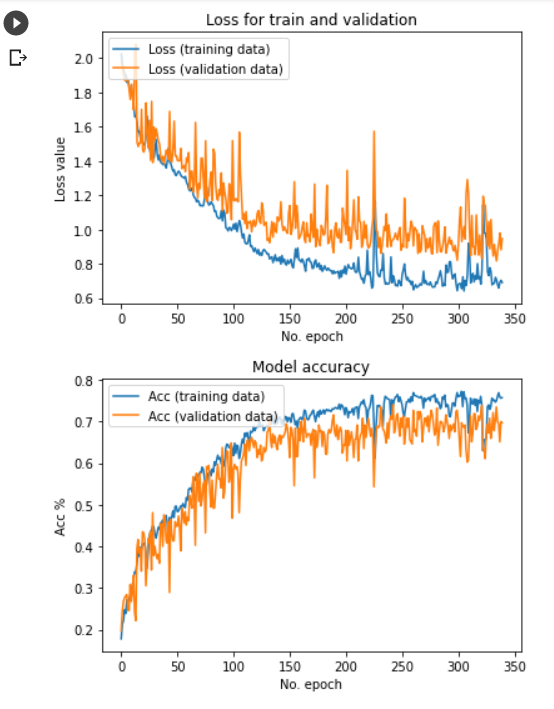 Loss for train and validation
Loss (training data)
Loss (validation data)
2.0
1.8
1.6
1.4
1.2
1.0
0.8
0.6
Loss value
0 50 100 150 200 250 300 350
No. epoch
Model accuracy
Acc (training data)
Acc (validation data)
0.8
0.7
0.6
0.5
0.4
0.3
0.2
Acc %
0 50 100 150 200 250 300 350
No. epoch